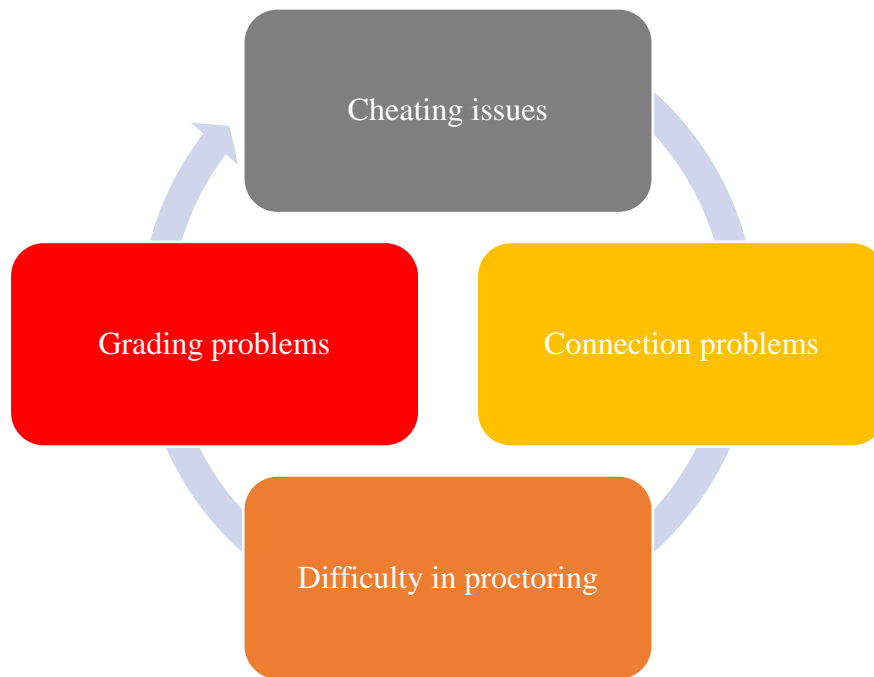 Cheating issues
Connection problems
Difficulty in proctoring
Grading problems